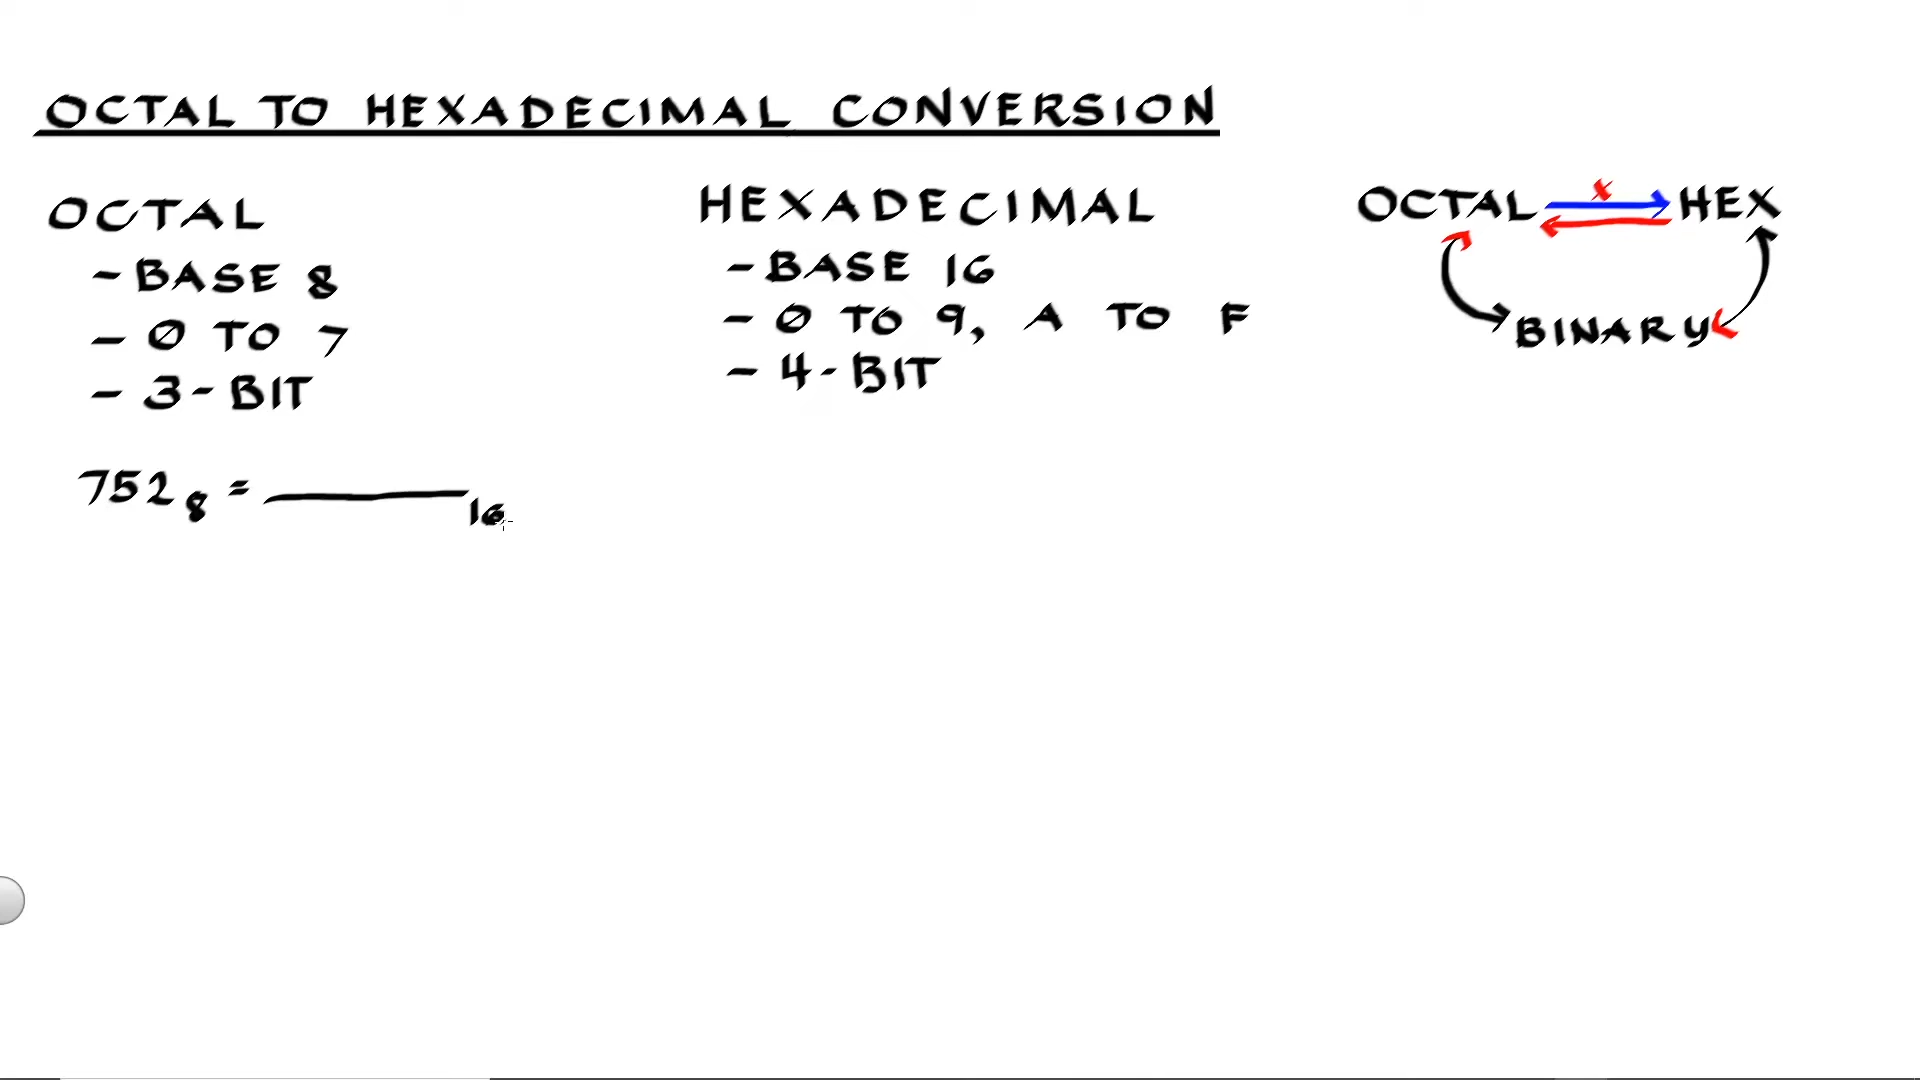 OCTAL TO HEXADECIMAL CONVERSION
OCTAL
- BASE 8
- 0 TO 7
- 3-BIT
HEXADECIMAL
- BASE 16
- 0 TO 9, A TO F
- 4-BIT
OCTAL x HEX
BINARY
752 8 = ______ 16